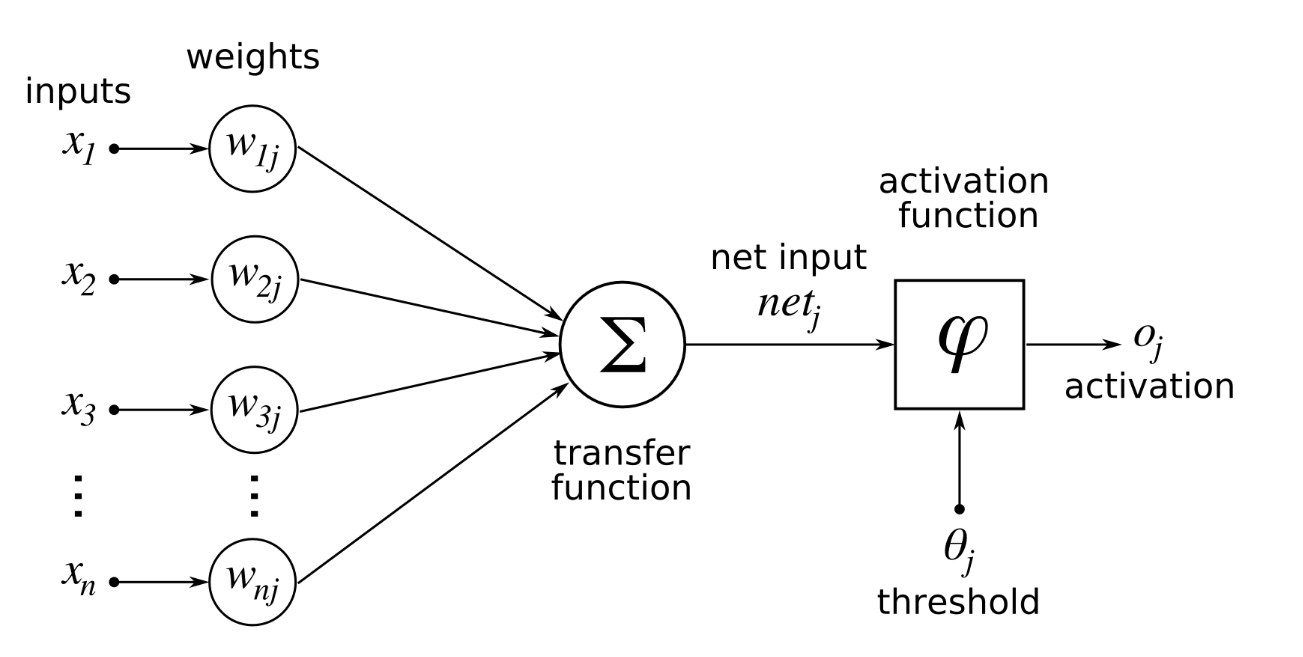 weights
inputs
x₁
w₁ⱼ
x₂
w₂ⱼ
x₃
w₃ⱼ
⋮ ⋮
xₙ
wₙⱼ
Σ
transfer
function
net input
netⱼ
activation
function
φ
oⱼ
activation
θⱼ
threshold